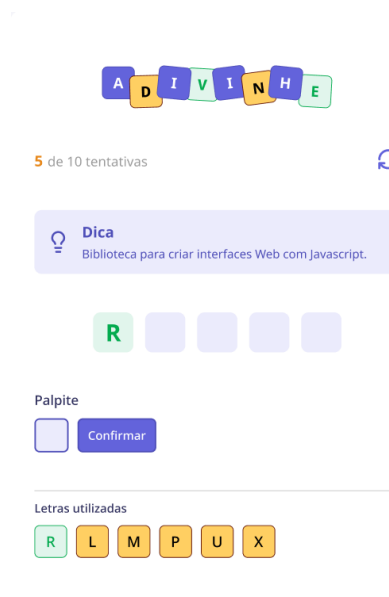 ADIVINHE
5 de 10 tentativas
Dica
Biblioteca para criar interfaces Web com Javascript.
R
Palpite
Confirmar
Letras utilizadas
R L M P U X